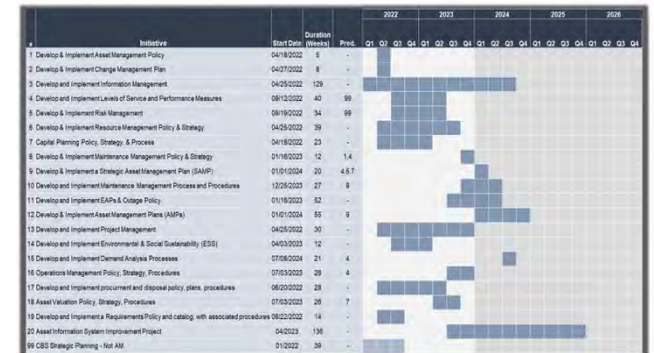 2022 2023 2024 2025 2026
Duration
# Initiative Start Date (Weeks) Pred. Q1 Q2 Q3 Q4 Q1 Q2 Q3 Q4 Q1 Q2 Q3 Q4 Q1 Q2 Q3 Q4 Q1 Q2 Q3 Q4
1 Develop & Implement Asset Management Policy 04/18/2022 5 -
2 Develop & Implement Change Management Plan 04/27/2022 8 -
3 Develop and Implement Information Management 04/25/2022 129 -
4 Develop and Implement Levels of Service and Performance Measures 09/12/2022 40 99
5 Develop & Implement Risk Management 09/19/2022 34 99
6 Develop & Implement Resource Management Policy & Strategy 04/25/2022 39 -
7 Capital Planning Policy, Strategy, & Process 04/18/2022 23 -
8 Develop & Implement Maintenance Management Policy & Strategy 01/16/2023 12 1,4
9 Develop & Implement a Strategic Asset Management Plan (SAMP) 01/01/2024 20 4,5,7
10 Develop and Implement Maintenance Management Process and Procedures 12/25/2023 27 8
11 Develop and Implement EAPs & Outage Policy 01/16/2023 52 -
12 Develop & Implement Asset Management Plans (AMPs) 01/01/2024 55 9
13 Develop and Implement Project Management 04/25/2022 30 -
14 Develop and Implement Environmental & Social Sustainability (ESS) 04/03/2023 12 -
15 Develop and Implement Demand Analysis Processes 07/08/2024 21 4
16 Operations Management Policy, Strategy, Procedures 07/03/2023 26 4
17 Develop and Implement procurment and disposal policy, plans, procedures 06/20/2022 28 -
18 Asset Valuation Policy, Strategy, Procedures 07/03/2023 26 7
19 Develop and Implement a Requirements Policy and catalog, with associated procedures 08/22/2022 14 -
20 Asset Information System Improvement Project 04/2023 136 -
99 CBS Strategic Planning - Not AM 01/2022 39 -